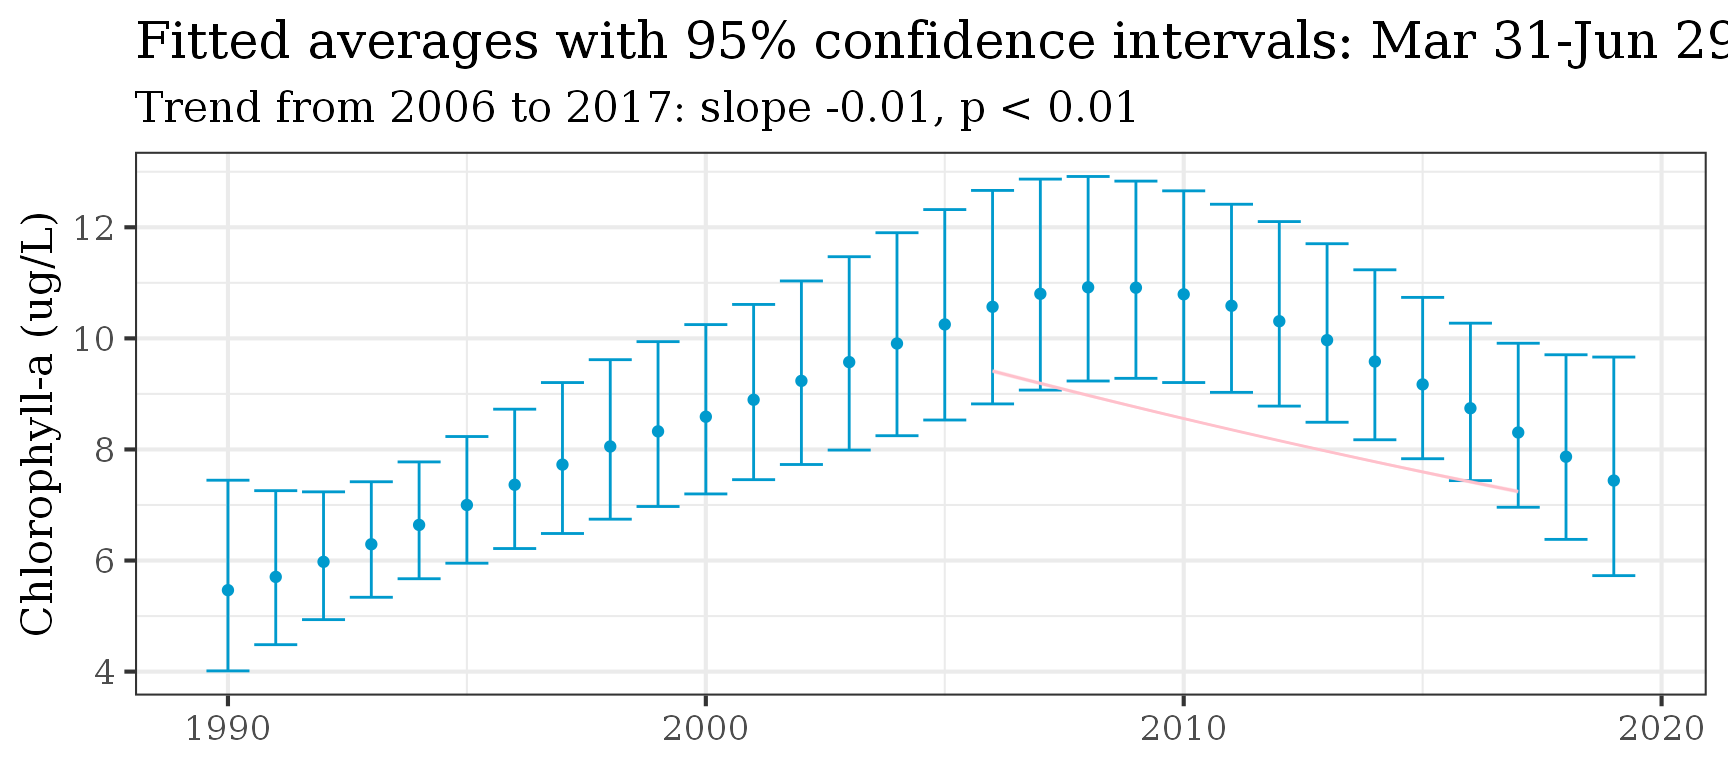 Fitted averages with 95% confidence intervals: Mar 31-Jun 29
Trend from 2006 to 2017: slope -0.01, p < 0.01
Chlorophyll-a (ug/L)
12
10
8
6
4
1990 2000 2010 2020